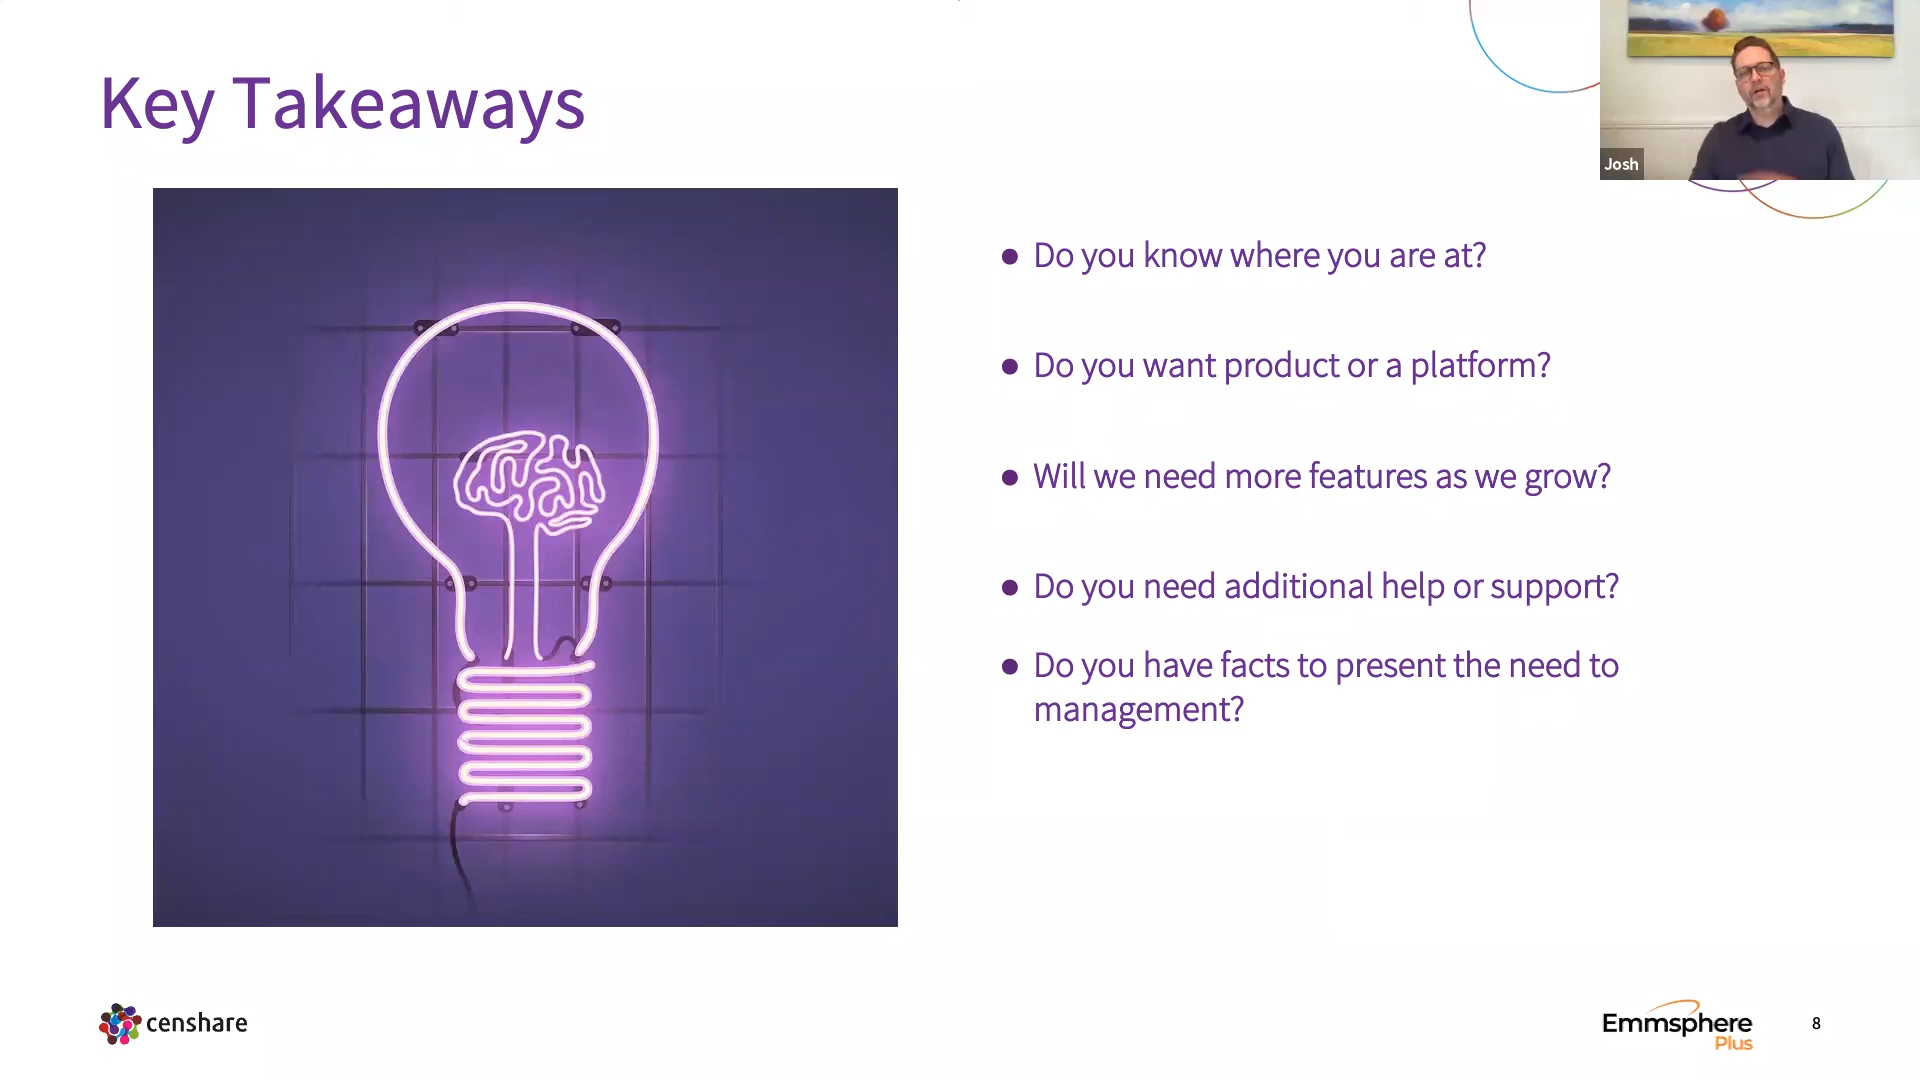 Key Takeaways
Josh
● Do you know where you are at?
● Do you want product or a platform?
● Will we need more features as we grow?
● Do you need additional help or support?
● Do you have facts to present the need to
management?
censhare
Emmsphere
Plus
8